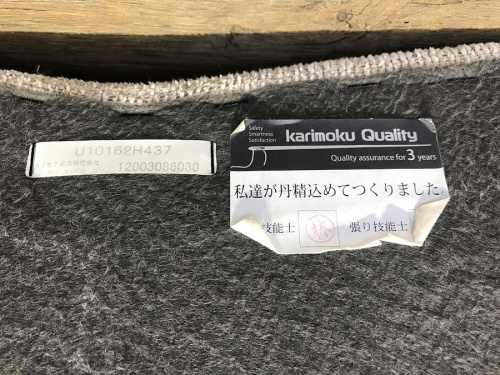 U10162H437
12003086030
Safety
Smartness
Satisfaction
karimoku Quality
Quality assurance for 3 years
私達が丹精込めてつくりました。
技能士
張り技能士